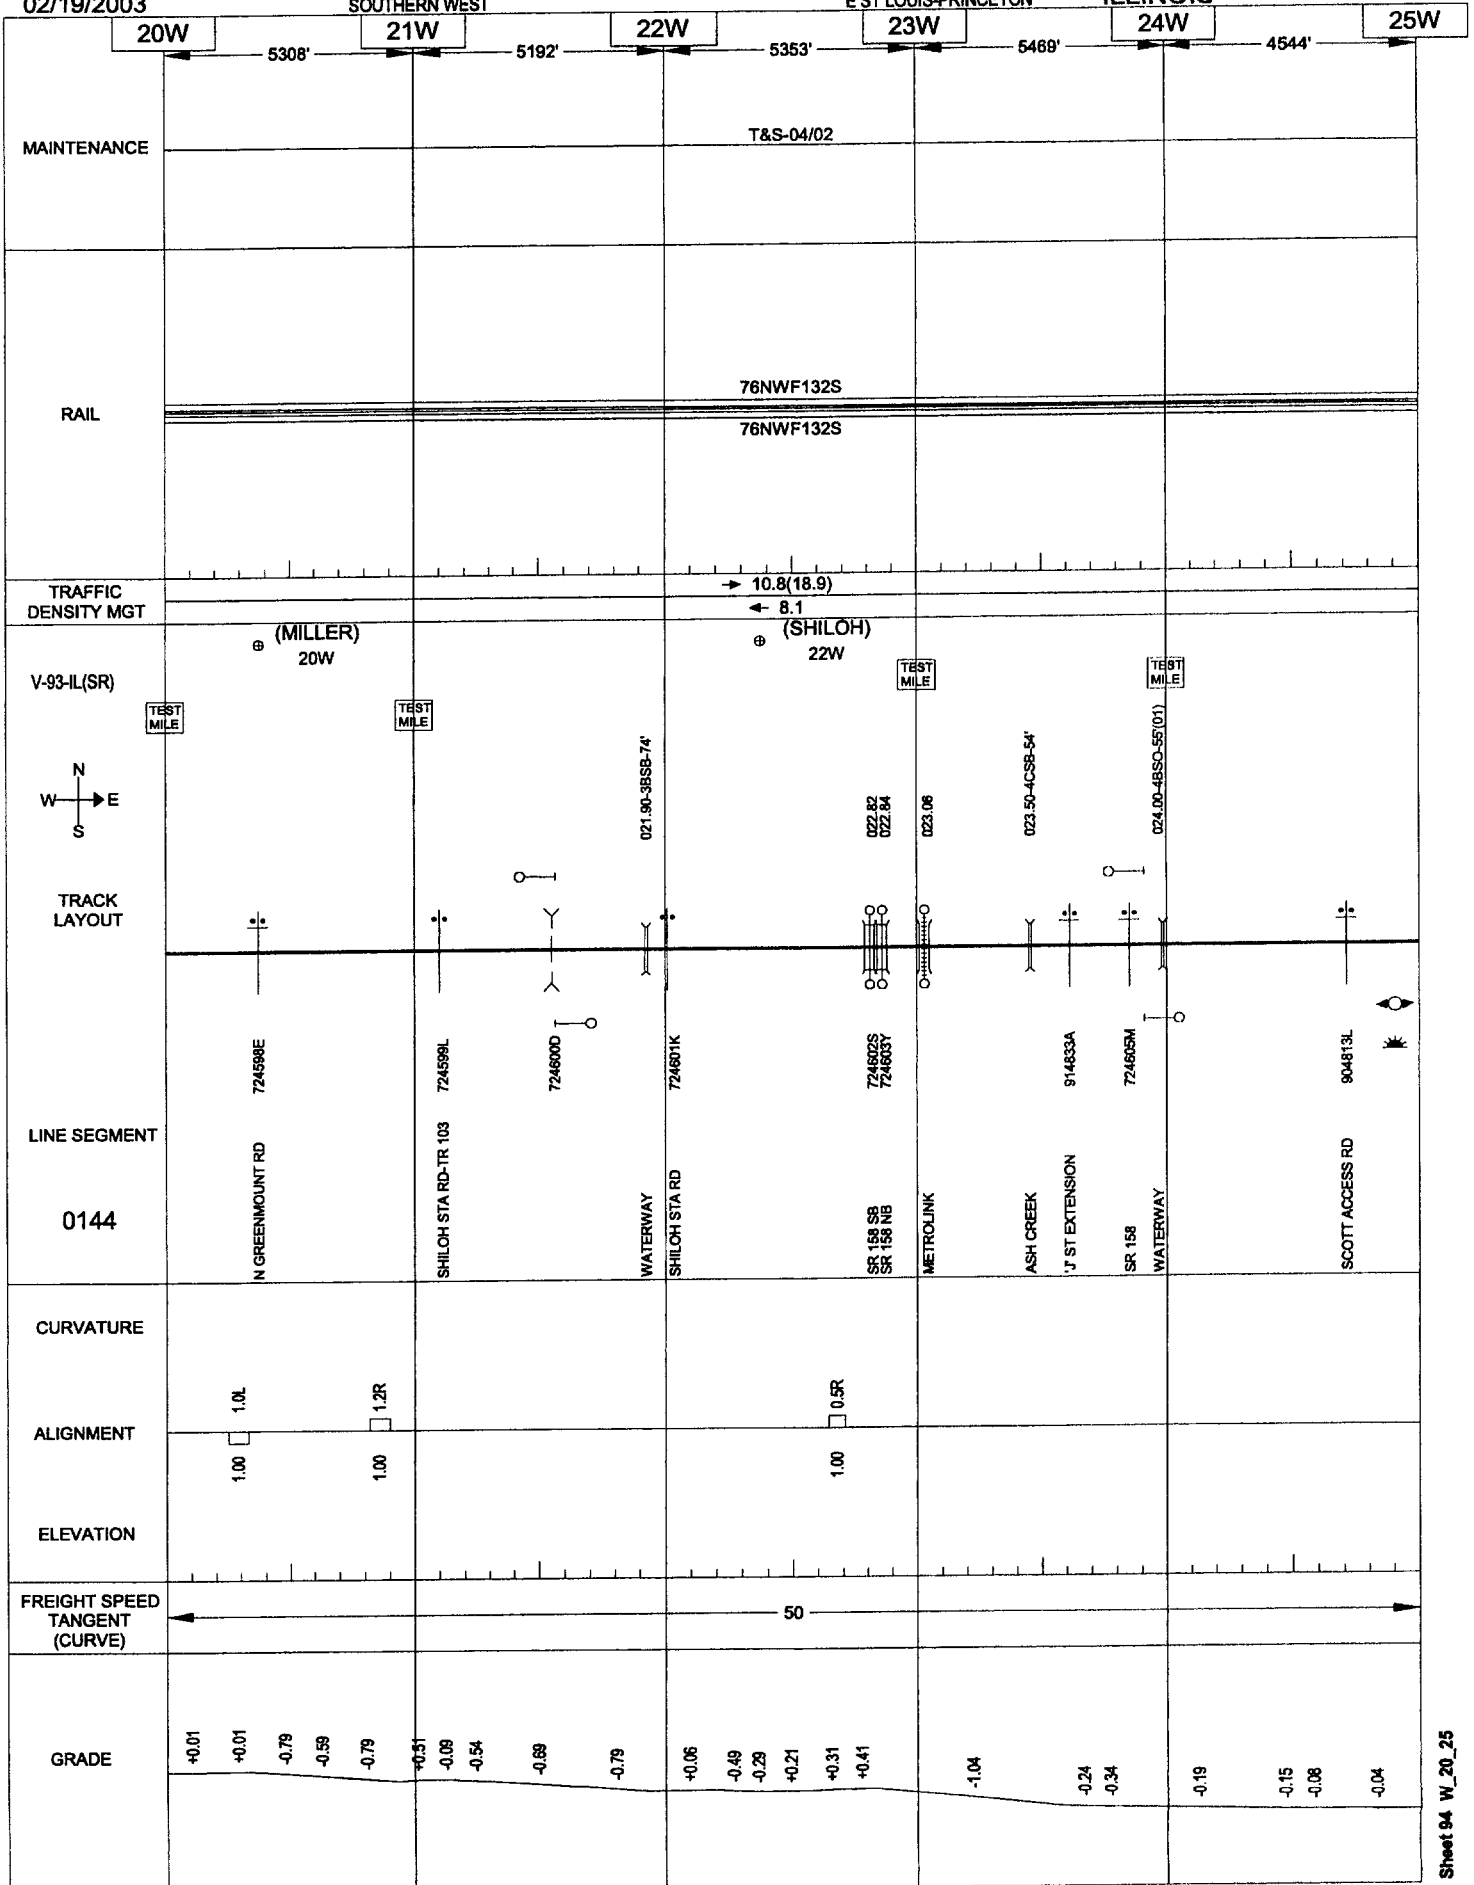 02/19/2003 SOUTHERN WEST E ST LOUIS-PRINCETON ILLINOIS
20W 21W 22W 23W 24W 25W
5308' 5192' 5353' 5469' 4544'
MAINTENANCE
T&S-04/02
RAIL
76NWF132S
76NWF132S
TRAFFIC
DENSITY MGT
10.8(18.9)
8.1
(MILLER)
20W
(SHILOH)
22W
V-93-IL(SR)
TEST
MILE
TEST
MILE
TEST
MILE
TEST
MILE
N
W E
S
021.90-3BSB-74'
022.82
022.84
023.06
023.50-4CSB-54'
024.00-4BSO-55'(01)
TRACK
LAYOUT
724598E
724599L
724600D
724601K
724602S
724603Y
914833A
724605M
904813L
LINE SEGMENT
0144
N GREENMOUNT RD
SHILOH STA RD-TR 103
WATERWAY
SHILOH STA RD
SR 158 SB
SR 158 NB
METROLINK
ASH CREEK
'J' ST EXTENSION
SR 158
WATERWAY
SCOTT ACCESS RD
CURVATURE
1.0L
1.2R
0.5R
ALIGNMENT
1.00
1.00
1.00
ELEVATION
FREIGHT SPEED
TANGENT
(CURVE)
50
GRADE
+0.01
+0.01
-0.79
-0.59
-0.79
+0.51
-0.09
-0.54
-0.69
-0.79
+0.06
-0.49
-0.29
+0.21
+0.31
+0.41
-1.04
-0.24
-0.34
-0.19
-0.15
-0.08
-0.04
Sheet 94 W_20_25